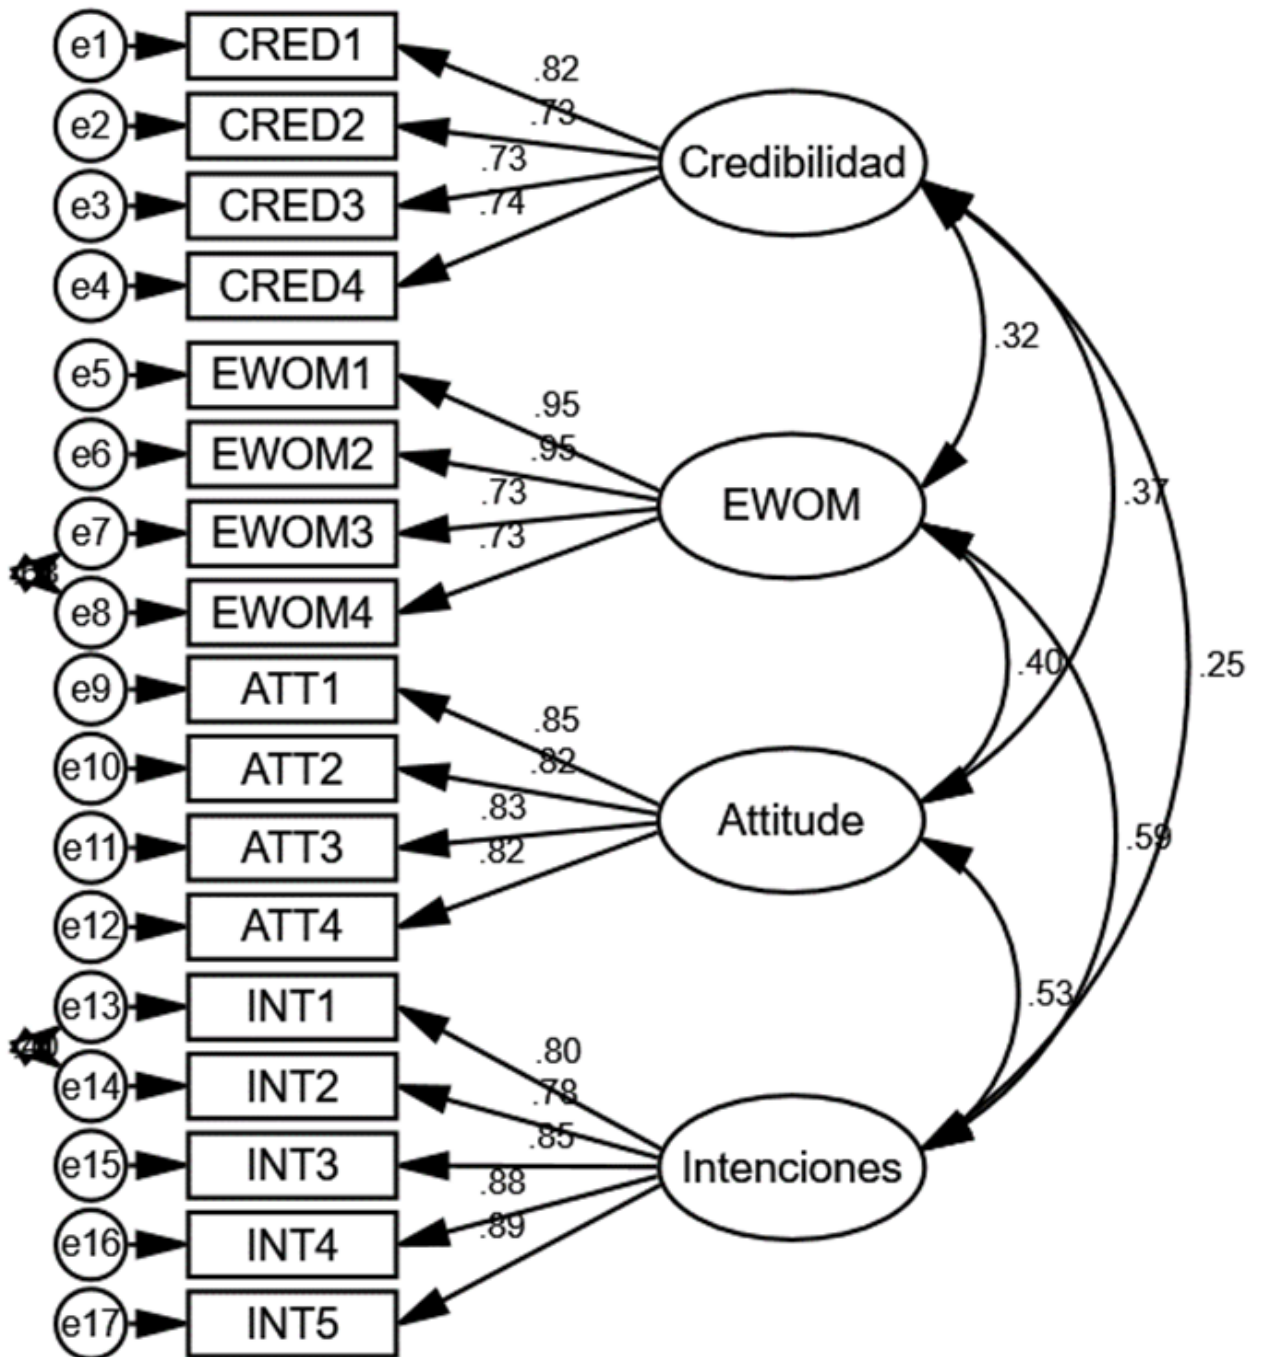 e1 CRED1
.82
e2 CRED2
.73
Credibilidad
.73
e3 CRED3
.74
e4 CRED4
.32
e5 EWOM1
.95
e6 EWOM2
.95
.73
.37
EWOM
e7 EWOM3
.73
e8 EWOM4
.40
.25
e9 ATT1
.85
e10 ATT2
.82
.83
Attitude
.59
e11 ATT3
.82
e12 ATT4
.53
e13 INT1
.80
e14 INT2
.78
.85
e15 INT3
Intenciones
.88
.89
e16 INT4
e17 INT5